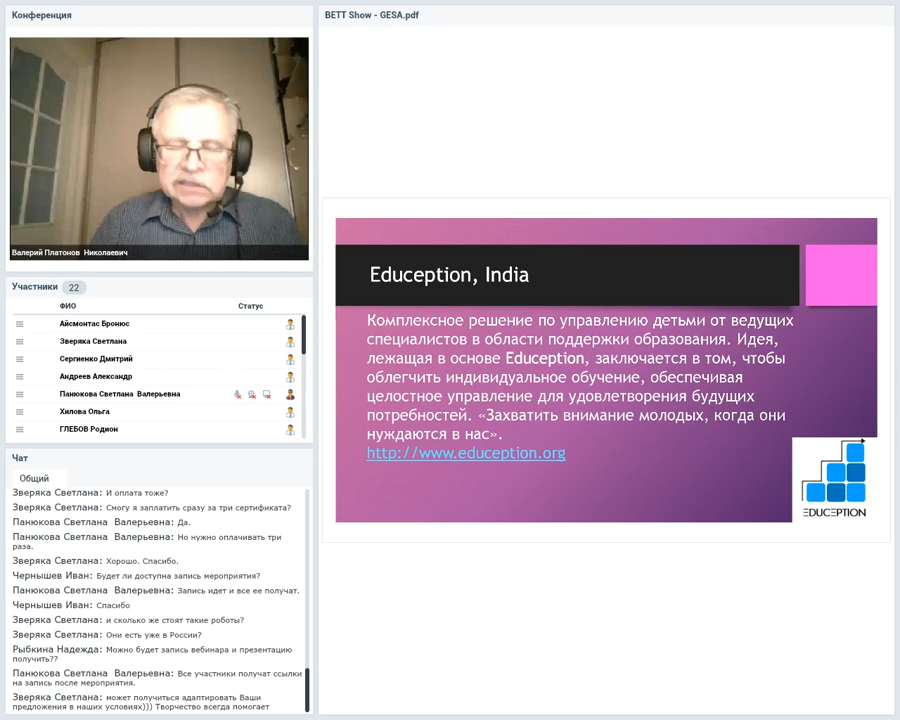 Конференция
Валерий Платонов Николаевич
Участники 22
ФИО Статус
Айсмонтас Бронюс
Зверяка Светлана
Сергиенко Дмитрий
Андреев Александр
Панюкова Светлана Валерьевна
Хилова Ольга
ГЛЕБОВ Родион
Чат
Общий
Зверяка Светлана: И оплата тоже?
Зверяка Светлана: Смогу я заплатить сразу за три сертификата?
Панюкова Светлана Валерьевна: Да.
Панюкова Светлана Валерьевна: Но нужно оплачивать три
раза.
Зверяка Светлана: Хорошо. Спасибо.
Чернышев Иван: Будет ли доступна запись мероприятия?
Панюкова Светлана Валерьевна: Запись идет и все ее получат.
Чернышев Иван: Спасибо
Зверяка Светлана: и сколько же стоят такие роботы?
Зверяка Светлана: Они есть уже в России?
Рыбкина Надежда: Можно будет запись вебинара и презентацию
получить??
Панюкова Светлана Валерьевна: Все участники получат ссылки
на запись после мероприятия.
Зверяка Светлана: может получиться адаптировать Ваши
предложения в наших условиях))) Творчество всегда помогает
BETT Show - GESA.pdf
Eduception, India
Комплексное решение по управлению детьми от ведущих
специалистов в области поддержки образования. Идея,
лежащая в основе Eduception, заключается в том, чтобы
облегчить индивидуальное обучение, обеспечивая
целостное управление для удовлетворения будущих
потребностей. «Захватить внимание молодых, когда они
нуждаются в нас».
http://www.eduception.org
EDUCEPTION